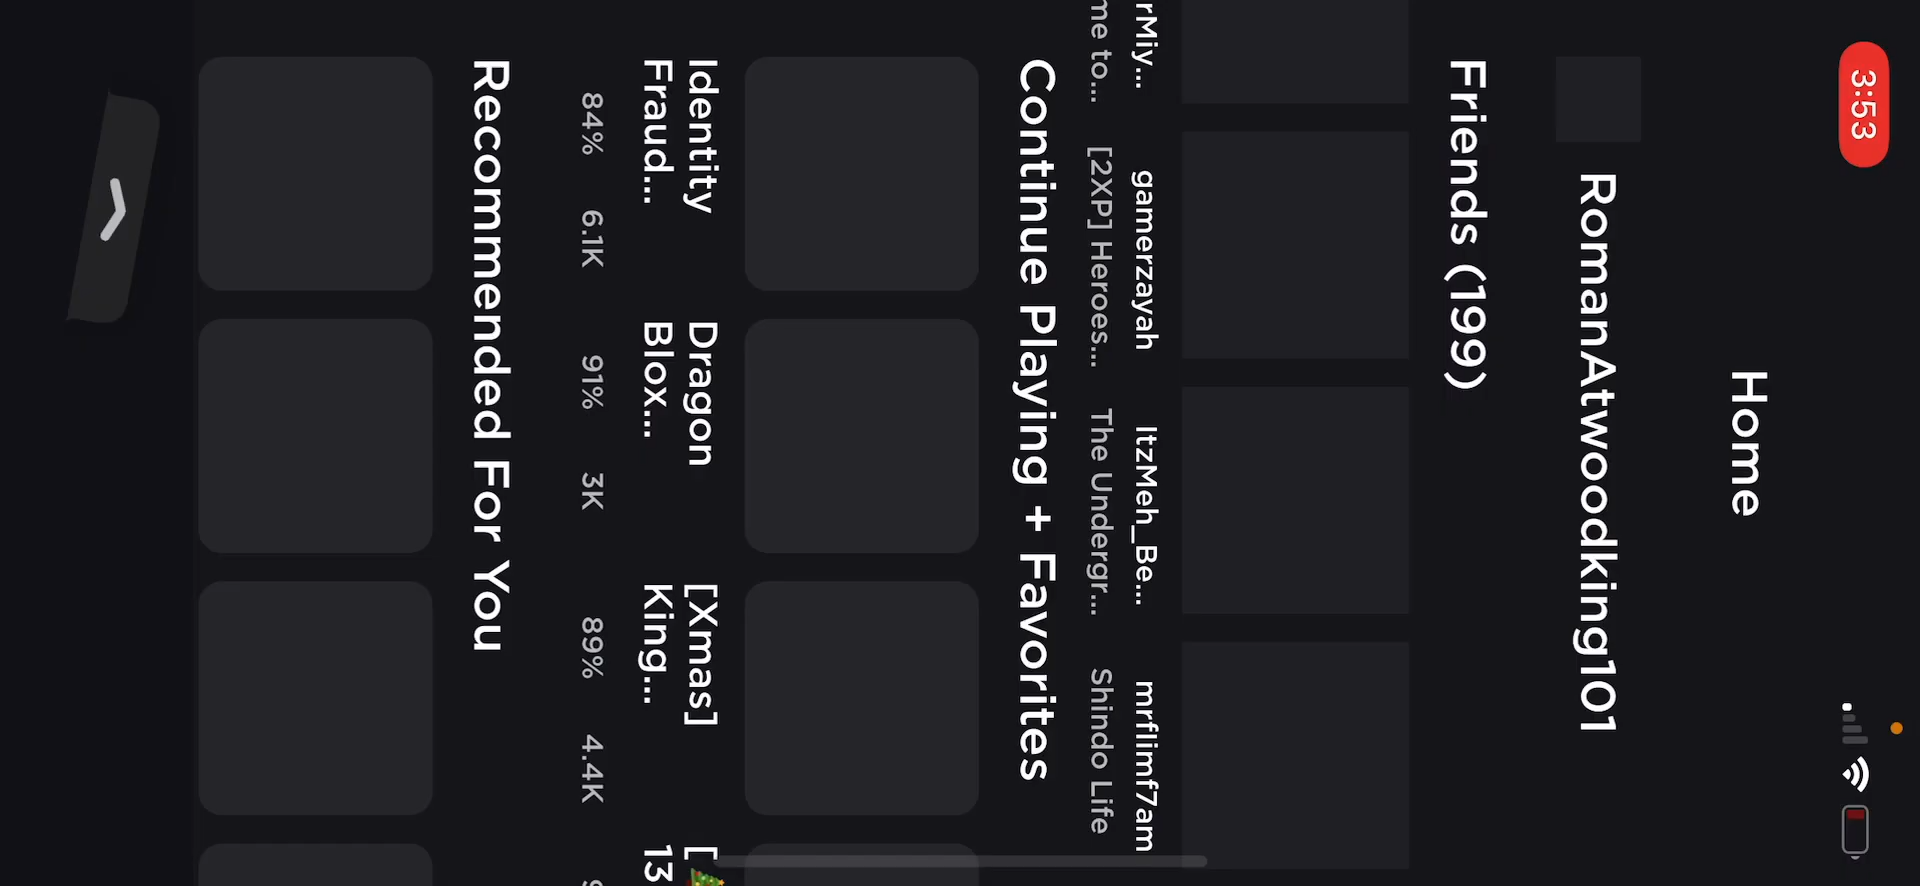 3:53
Home
RomanAtwoodking101
Friends (199)
rMiy...
me to...
gamerzayah
[2XP] Heroes...
ItzMeh_Be...
The Undergr...
mrflimf7am
Shindo Life
Continue Playing + Favorites
Identity
Fraud...
84% 6.1K
Dragon
Blox...
91% 3K
[Xmas]
King...
89% 4.4K
[🎄
13
Recommended For You